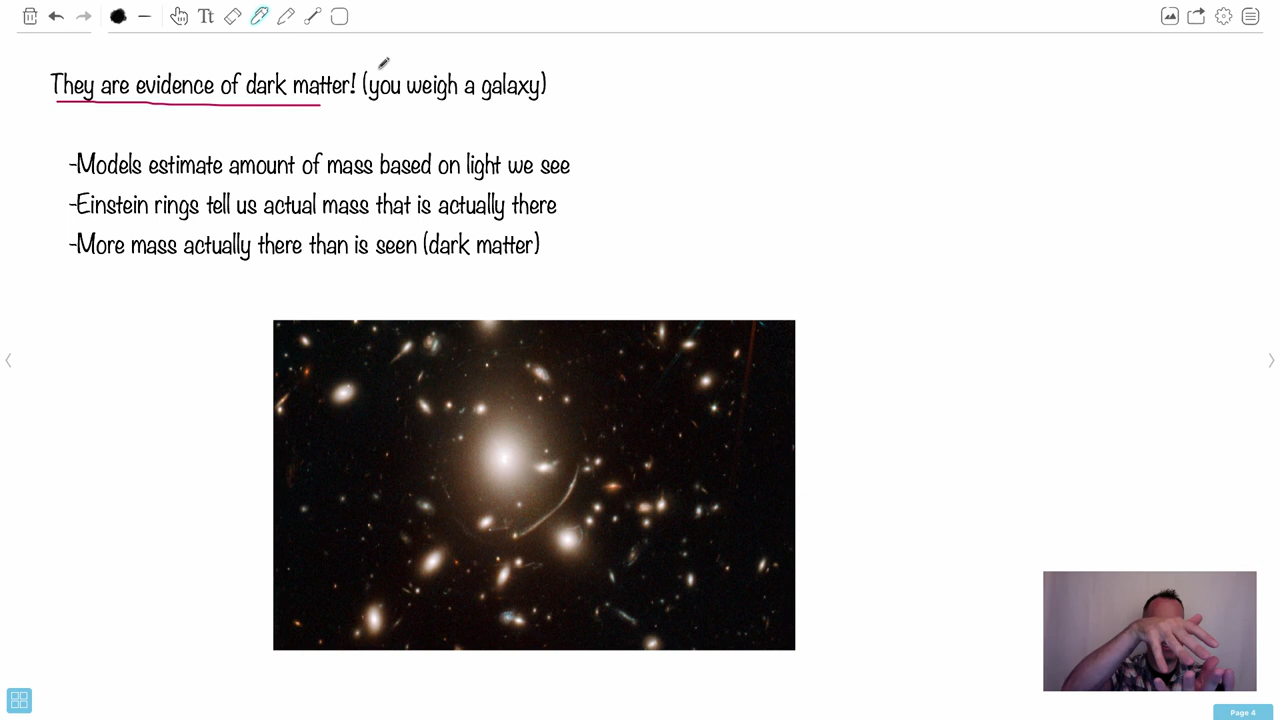 Tt
They are evidence of dark matter! (you weigh a galaxy)
-Models estimate amount of mass based on light we see
-Einstein rings tell us actual mass that is actually there
-More mass actually there than is seen (dark matter)
Page 4